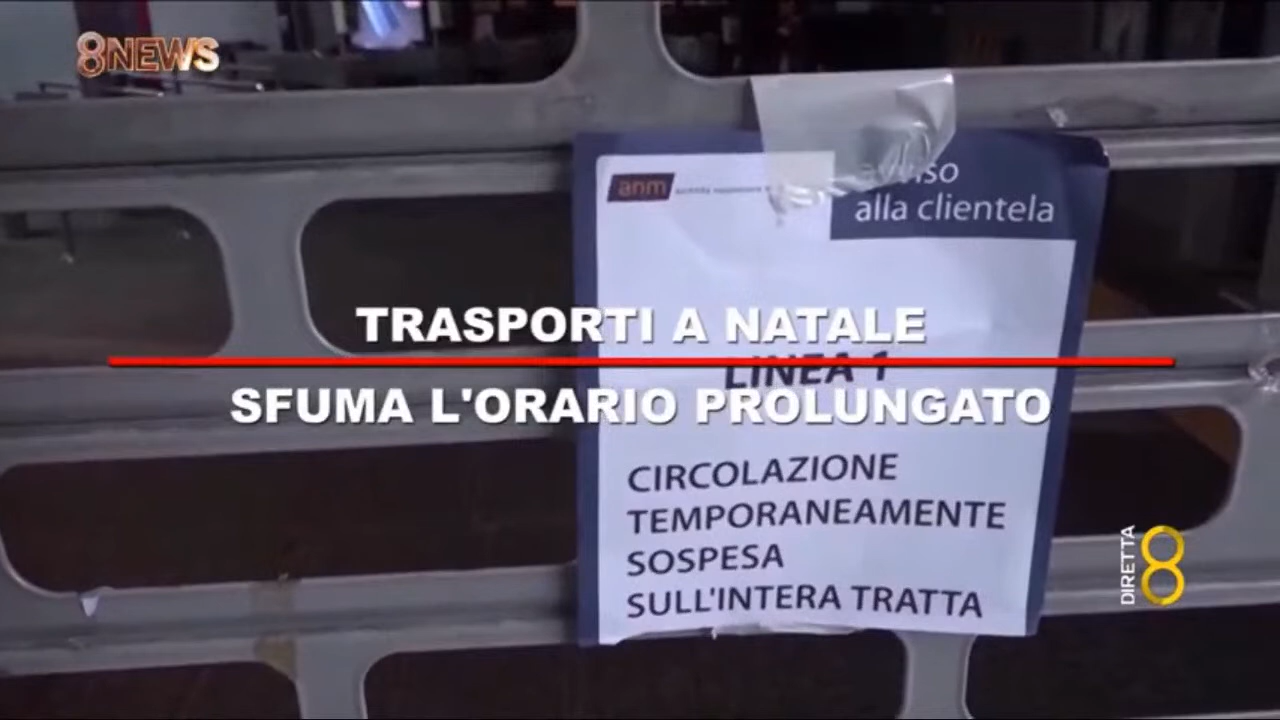 8NEWS
anm
avviso
alla clientela
TRASPORTI A NATALE
LINEA 1
SFUMA L'ORARIO PROLUNGATO
CIRCOLAZIONE
TEMPORANEAMENTE
SOSPESA
SULL'INTERA TRATTA
DIRETTA 8